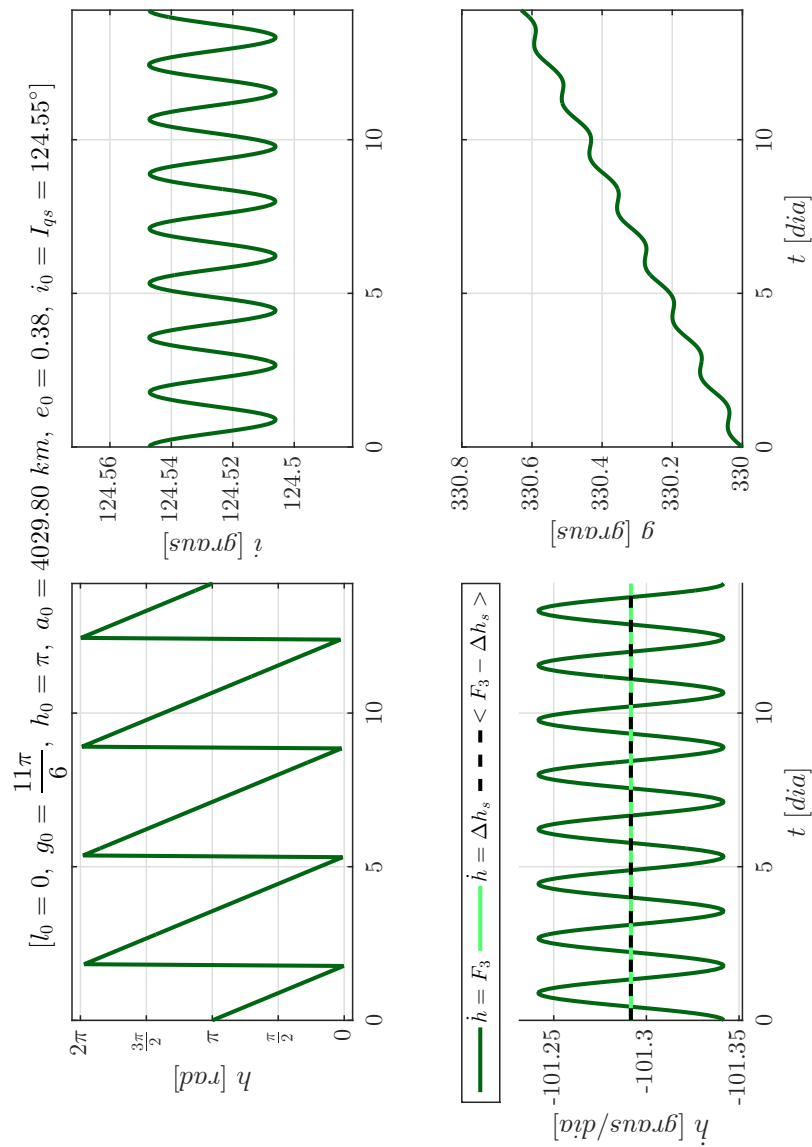 [l₀ = 0, g₀ = 11π/6, h₀ = π, a₀ = 4029.80 km, e₀ = 0.38, i₀ = I_qs = 124.55°]
h [rad]
2π
3π/2
π
π/2
0
0 5 10
i [graus]
124.56
124.54
124.52
124.5
0 5 10
ḣ = F₃ ḣ = Δh_s < F₃ − Δh_s >
ḣ [graus/dia]
-101.25
-101.3
-101.35
0 5 10
t [dia]
g [graus]
330.8
330.6
330.4
330.2
330
0 5 10
t [dia]